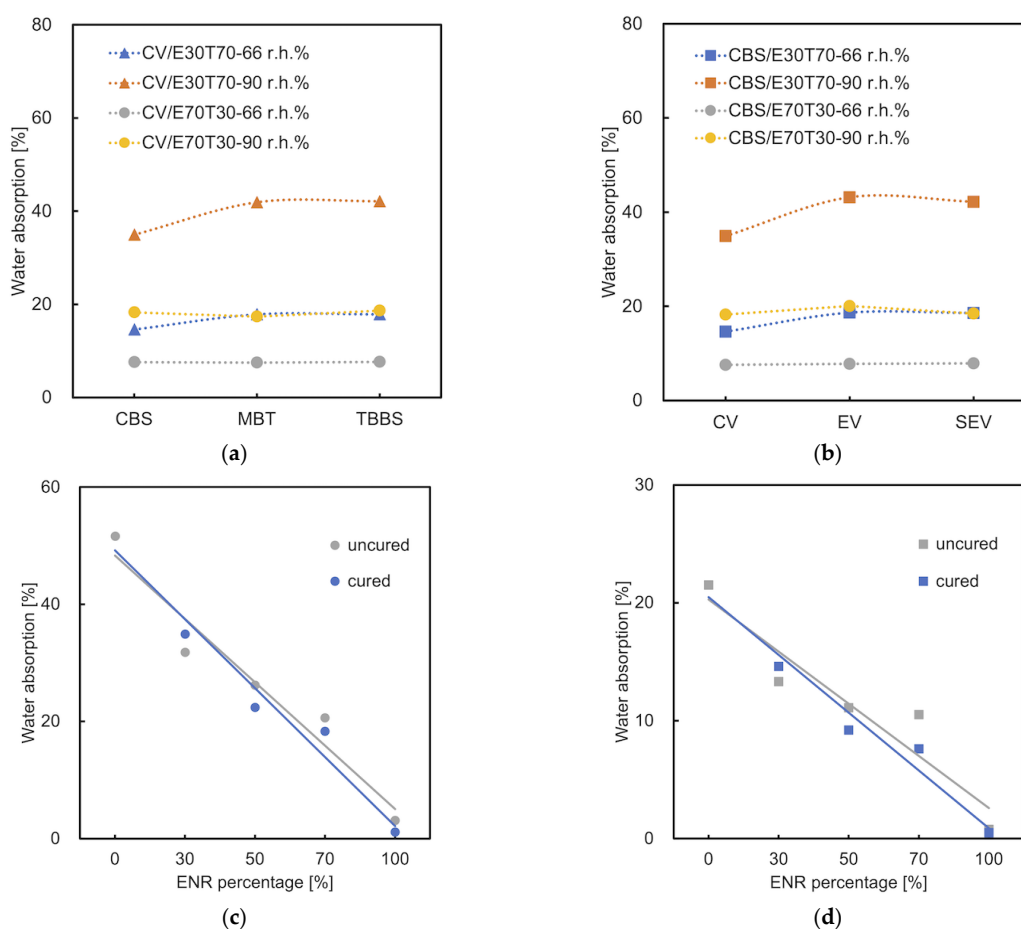 80
60
40
20
0
Water absorption [%]
CV/E30T70-66 r.h.%
CV/E30T70-90 r.h.%
CV/E70T30-66 r.h.%
CV/E70T30-90 r.h.%
CBS MBT TBBS
(a)
80
60
40
20
0
Water absorption [%]
CBS/E30T70-66 r.h.%
CBS/E30T70-90 r.h.%
CBS/E70T30-66 r.h.%
CBS/E70T30-90 r.h.%
CV EV SEV
(b)
60
40
20
0
Water absorption [%]
uncured
cured
0 30 50 70 100
ENR percentage [%]
(c)
30
20
10
0
Water absorption [%]
uncured
cured
0 30 50 70 100
ENR percentage [%]
(d)